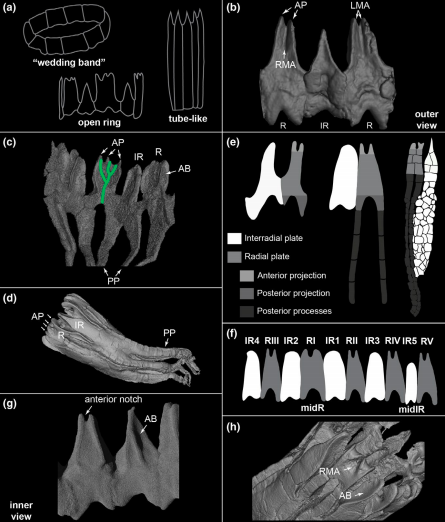 (a)
"wedding band"
open ring
tube-like
(b)
AP
LMA
RMA
R
IR
R
outer
view
(c)
AP
IR
R
AB
PP
(d)
AP
R
IR
PP
(e)
Interradial plate
Radial plate
Anterior projection
Posterior projection
Posterior processes
(f)
IR4 RIII IR2 RI IR1 RII IR3 RIV IR5 RV
midR
midIR
(g)
anterior notch
AB
inner
view
(h)
RMA
AB